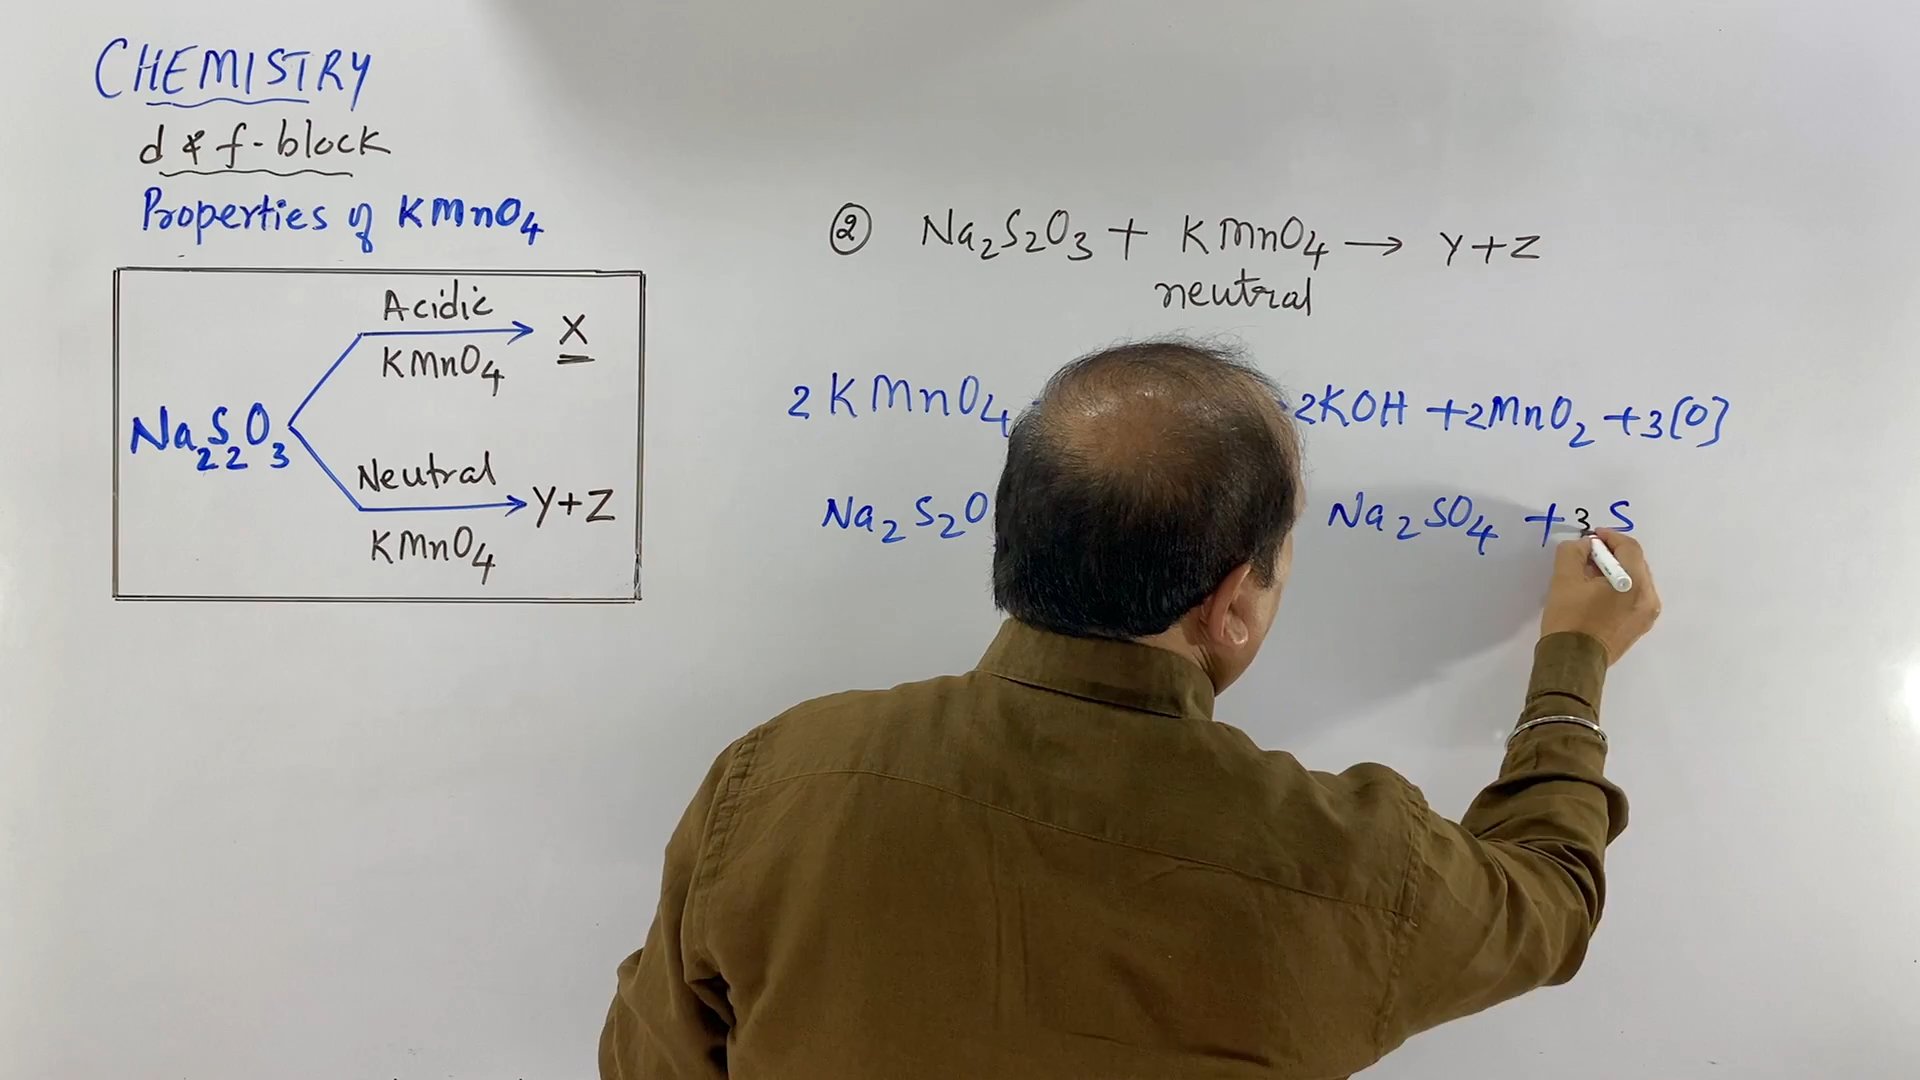 CHEMISTRY
d & f-block
Properties of KMnO4
Na2S2O3
Acidic
KMnO4
X
Neutral
KMnO4
Y+Z
② Na2S2O3 + KMnO4 → Y+Z
neutral
2KMnO4 2KOH +2MnO2 +3[O]
Na2S2O Na2SO4 +3S